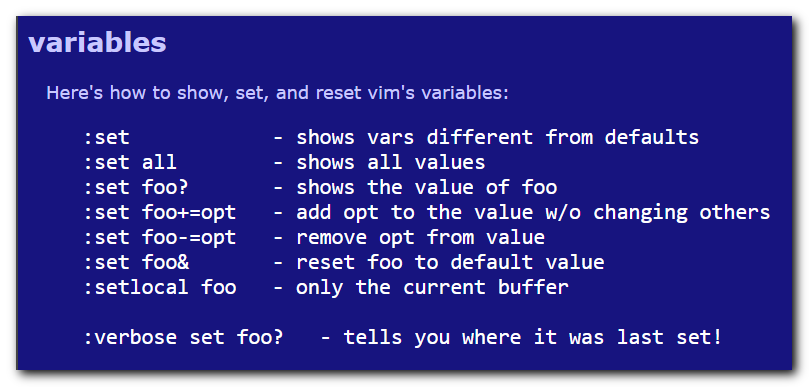 variables
Here's how to show, set, and reset vim's variables:
:set            - shows vars different from defaults
:set all        - shows all values
:set foo?       - shows the value of foo
:set foo+=opt   - add opt to the value w/o changing others
:set foo-=opt   - remove opt from value
:set foo&       - reset foo to default value
:setlocal foo   - only the current buffer
:verbose set foo?   - tells you where it was last set!